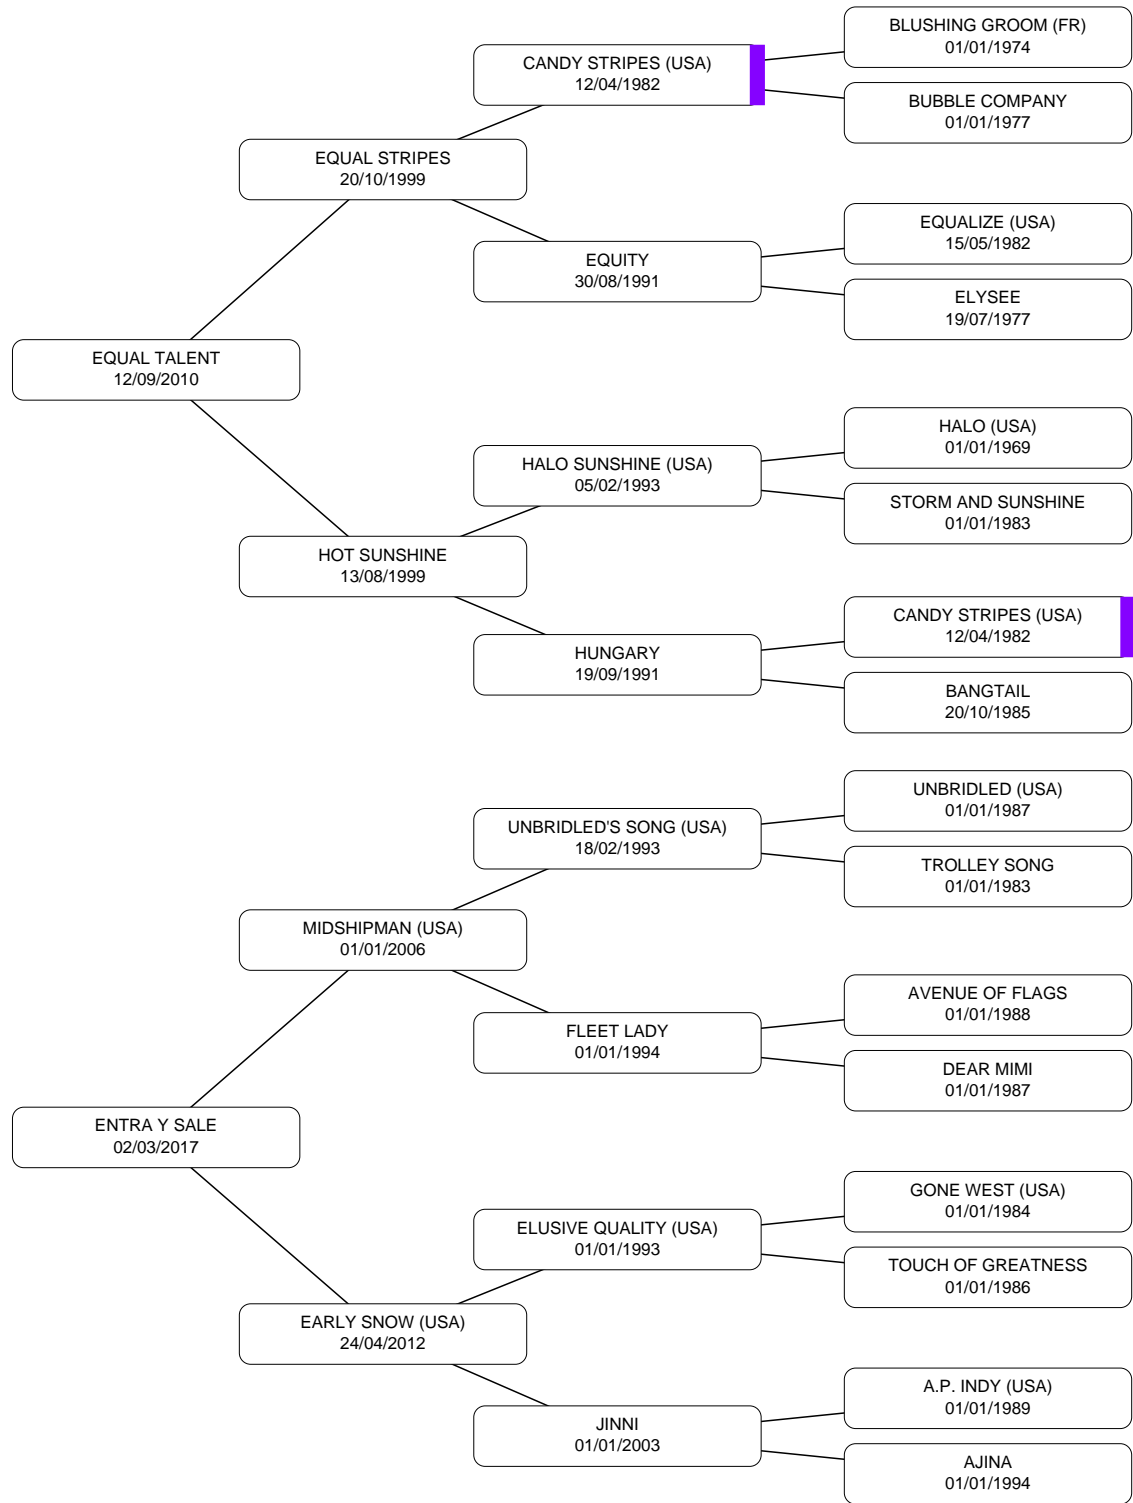 BLUSHING GROOM (FR)
01/01/1974
CANDY STRIPES (USA)
12/04/1982
BUBBLE COMPANY
01/01/1977
EQUAL STRIPES
20/10/1999
EQUALIZE (USA)
15/05/1982
EQUITY
30/08/1991
ELYSEE
19/07/1977
EQUAL TALENT
12/09/2010
HALO (USA)
01/01/1969
HALO SUNSHINE (USA)
05/02/1993
STORM AND SUNSHINE
01/01/1983
HOT SUNSHINE
13/08/1999
CANDY STRIPES (USA)
12/04/1982
HUNGARY
19/09/1991
BANGTAIL
20/10/1985
UNBRIDLED (USA)
01/01/1987
UNBRIDLED'S SONG (USA)
18/02/1993
TROLLEY SONG
01/01/1983
MIDSHIPMAN (USA)
01/01/2006
AVENUE OF FLAGS
01/01/1988
FLEET LADY
01/01/1994
DEAR MIMI
01/01/1987
ENTRA Y SALE
02/03/2017
GONE WEST (USA)
01/01/1984
ELUSIVE QUALITY (USA)
01/01/1993
TOUCH OF GREATNESS
01/01/1986
EARLY SNOW (USA)
24/04/2012
A.P. INDY (USA)
01/01/1989
JINNI
01/01/2003
AJINA
01/01/1994